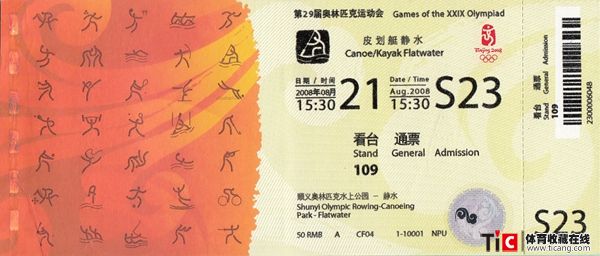 第29届奥林匹克运动会 Games of the XXIX Olympiad
皮划艇静水
Canoe/Kayak Flatwater
Beijing 2008
日期 / 时间
2008年08月
15:30
21
Date / Time
Aug.2008
15:30
S23
看台 通票
Stand General Admission
109
顺义奥林匹克水上公园 - 静水
Shunyi Olympic Rowing-Canoeing
Park - Flatwater
50 RMB A CF04 1-10001 NPU
通票
General Admission
看台
Stand
109
2300006048
S23
TiC 体育收藏在线
www.ticang.com